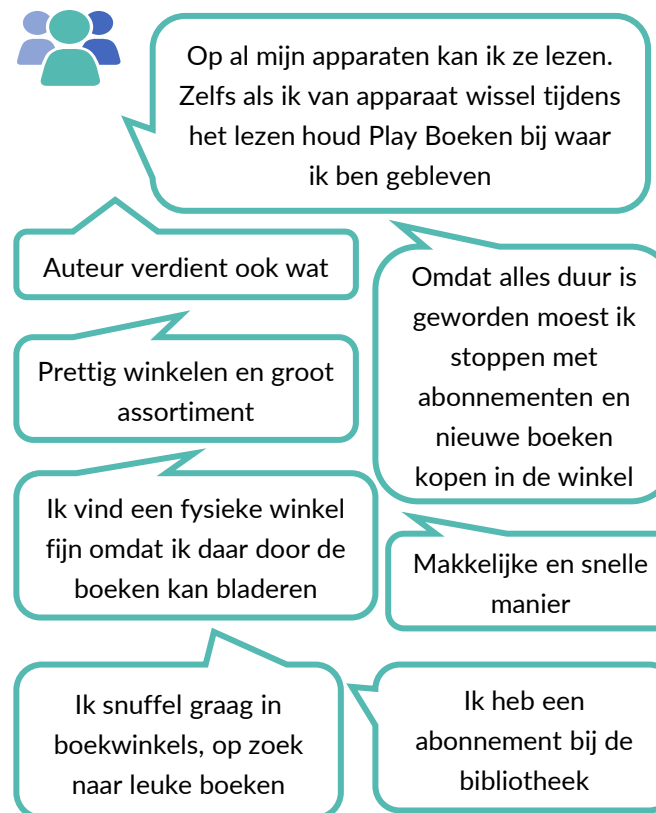 Op al mijn apparaten kan ik ze lezen.
Zelfs als ik van apparaat wissel tijdens
het lezen houd Play Boeken bij waar
ik ben gebleven
Auteur verdient ook wat
Omdat alles duur is
geworden moest ik
stoppen met
abonnementen en
nieuwe boeken
kopen in de winkel
Prettig winkelen en groot
assortiment
Ik vind een fysieke winkel
fijn omdat ik daar door de
boeken kan bladeren
Makkelijke en snelle
manier
Ik snuffel graag in
boekwinkels, op zoek
naar leuke boeken
Ik heb een
abonnement bij de
bibliotheek